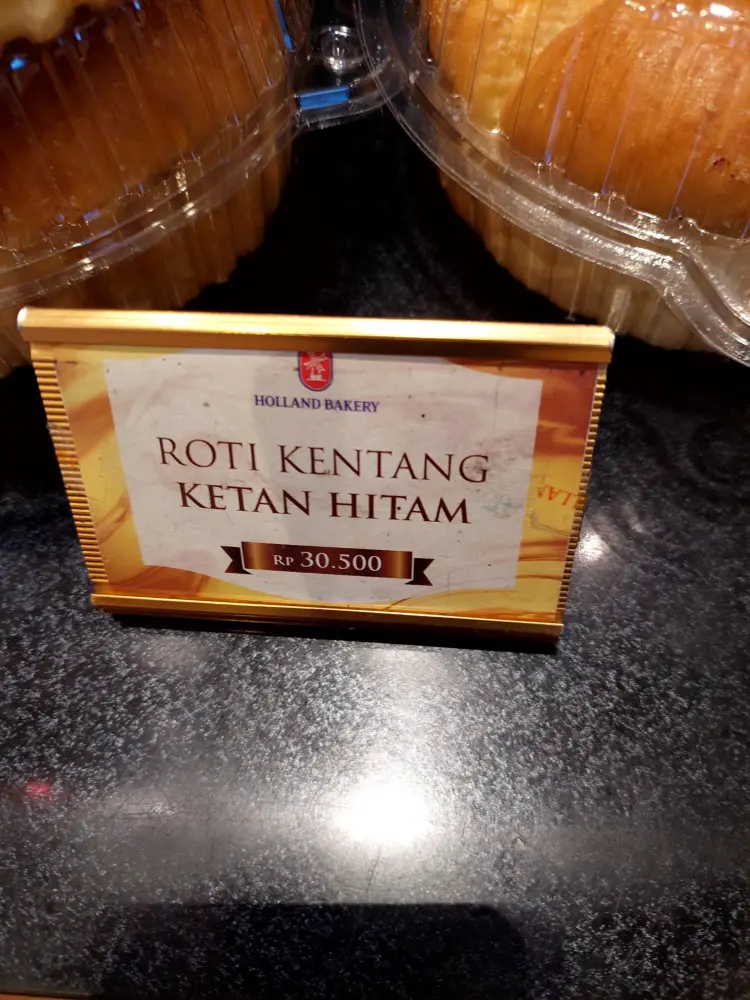 HOLLAND BAKERY
ROTI KENTANG
KETAN HITAM
RP 30.500